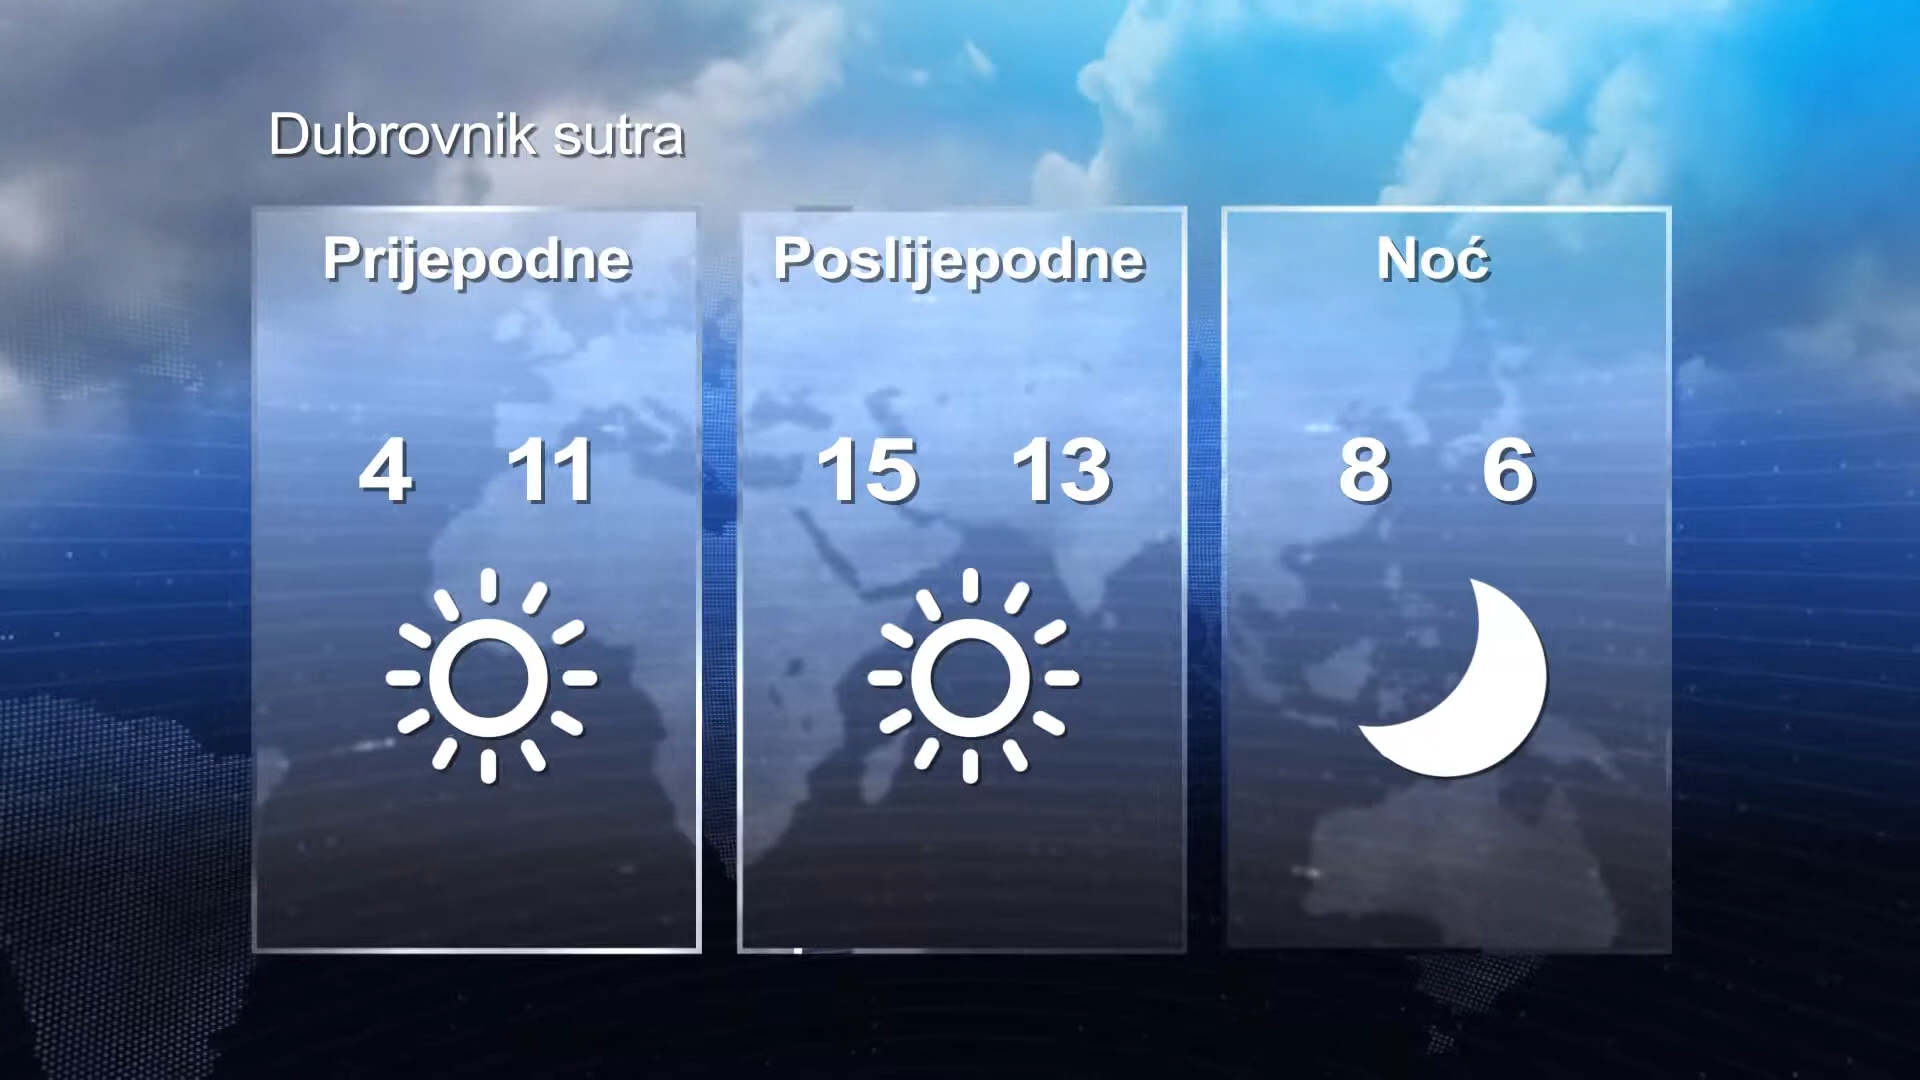 Dubrovnik sutra
Prijepodne
4 11
Poslijepodne
15 13
Noć
8 6